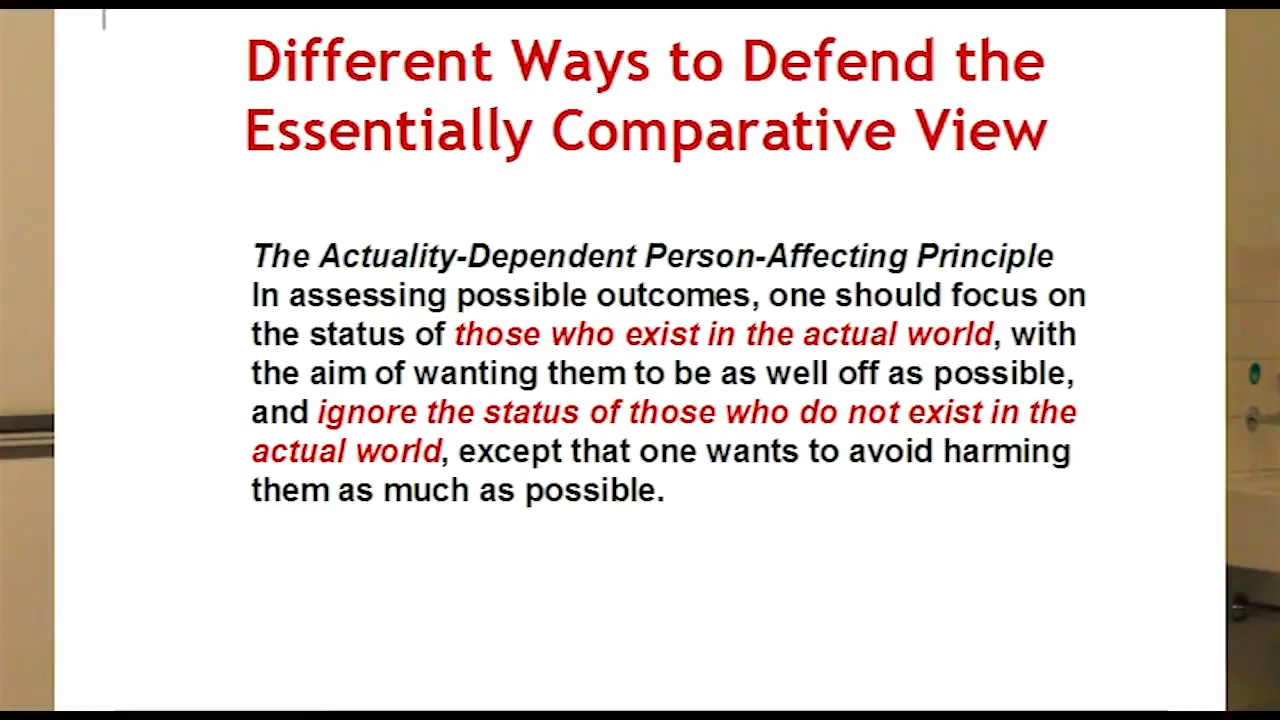 Different Ways to Defend the
Essentially Comparative View
The Actuality-Dependent Person-Affecting Principle
In assessing possible outcomes, one should focus on
the status of those who exist in the actual world, with
the aim of wanting them to be as well off as possible,
and ignore the status of those who do not exist in the
actual world, except that one wants to avoid harming
them as much as possible.